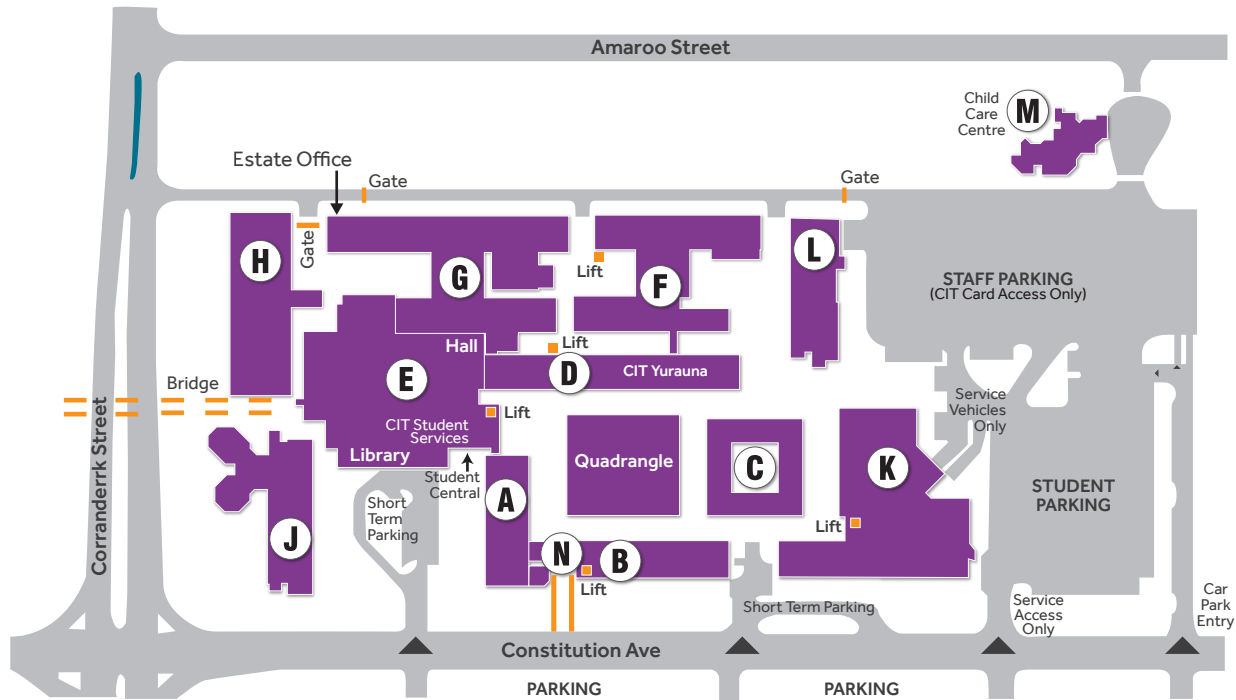 Amaroo Street
Child
Care
Centre
M
Estate Office
Gate
Gate
Gate
H
G
Lift
F
L
STAFF PARKING
(CIT Card Access Only)
Hall
Lift
E
D
CIT Yurauna
Bridge
Corranderrk Street
CIT Student
Services
Lift
Library
Student
Central
Quadrangle
C
K
Service
Vehicles
Only
STUDENT
PARKING
A
Short
Term
Parking
J
Lift
N
B
Lift
Short Term Parking
Service
Access
Only
Car
Park
Entry
Constitution Ave
PARKING
PARKING